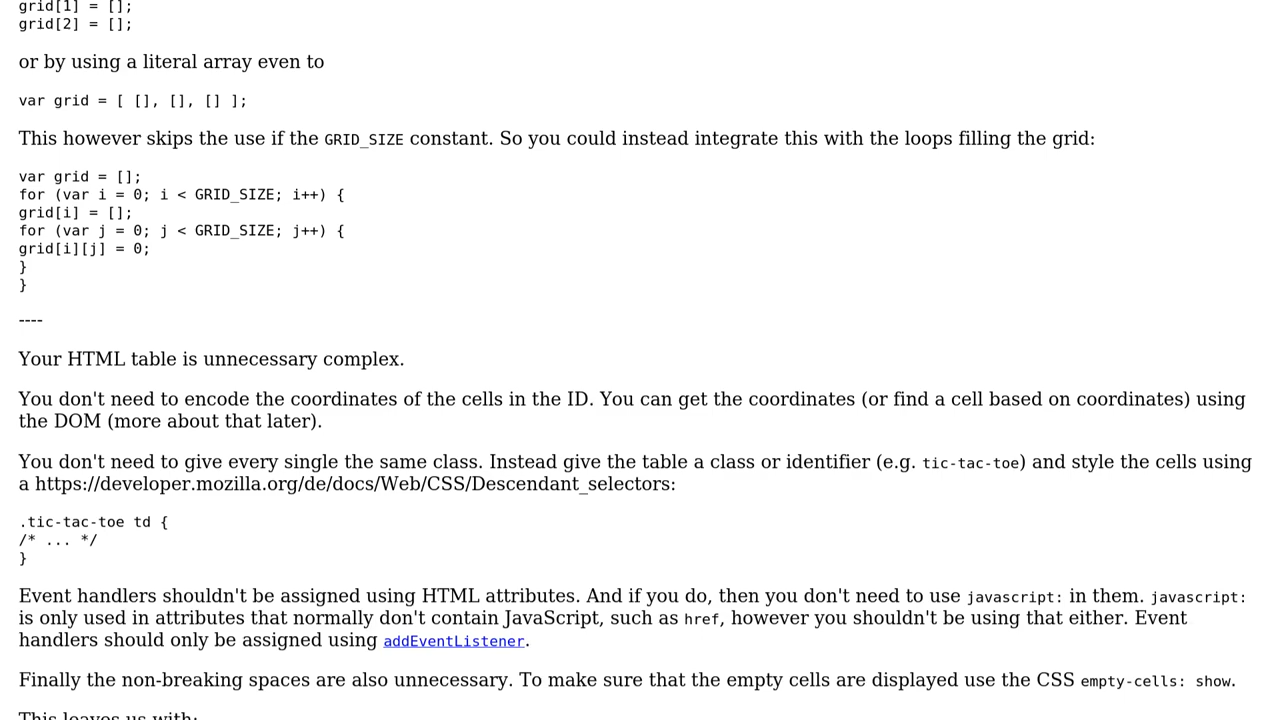 grid[1] = [];
grid[2] = [];
or by using a literal array even to
var grid = [ [], [], [] ];
This however skips the use if the GRID_SIZE constant. So you could instead integrate this with the loops filling the grid:
var grid = [];
for (var i = 0; i < GRID_SIZE; i++) {
grid[i] = [];
for (var j = 0; j < GRID_SIZE; j++) {
grid[i][j] = 0;
}
}
----
Your HTML table is unnecessary complex.
You don't need to encode the coordinates of the cells in the ID. You can get the coordinates (or find a cell based on coordinates) using
the DOM (more about that later).
You don't need to give every single the same class. Instead give the table a class or identifier (e.g. tic-tac-toe) and style the cells using
a https://developer.mozilla.org/de/docs/Web/CSS/Descendant_selectors:
.tic-tac-toe td {
/* ... */
}
Event handlers shouldn't be assigned using HTML attributes. And if you do, then you don't need to use javascript: in them. javascript:
is only used in attributes that normally don't contain JavaScript, such as href, however you shouldn't be using that either. Event
handlers should only be assigned using addEventListener.
Finally the non-breaking spaces are also unnecessary. To make sure that the empty cells are displayed use the CSS empty-cells: show.
This leaves us with: